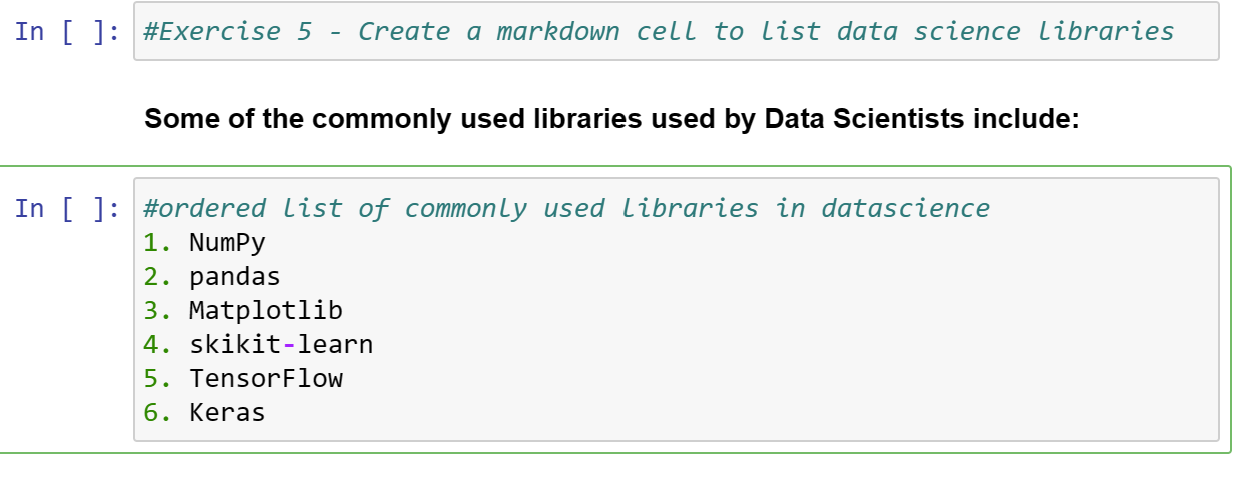 In [ ]: #Exercise 5 - Create a markdown cell to list data science libraries
Some of the commonly used libraries used by Data Scientists include:
In [ ]: #ordered list of commonly used libraries in datascience
1. NumPy
2. pandas
3. Matplotlib
4. skikit-learn
5. TensorFlow
6. Keras